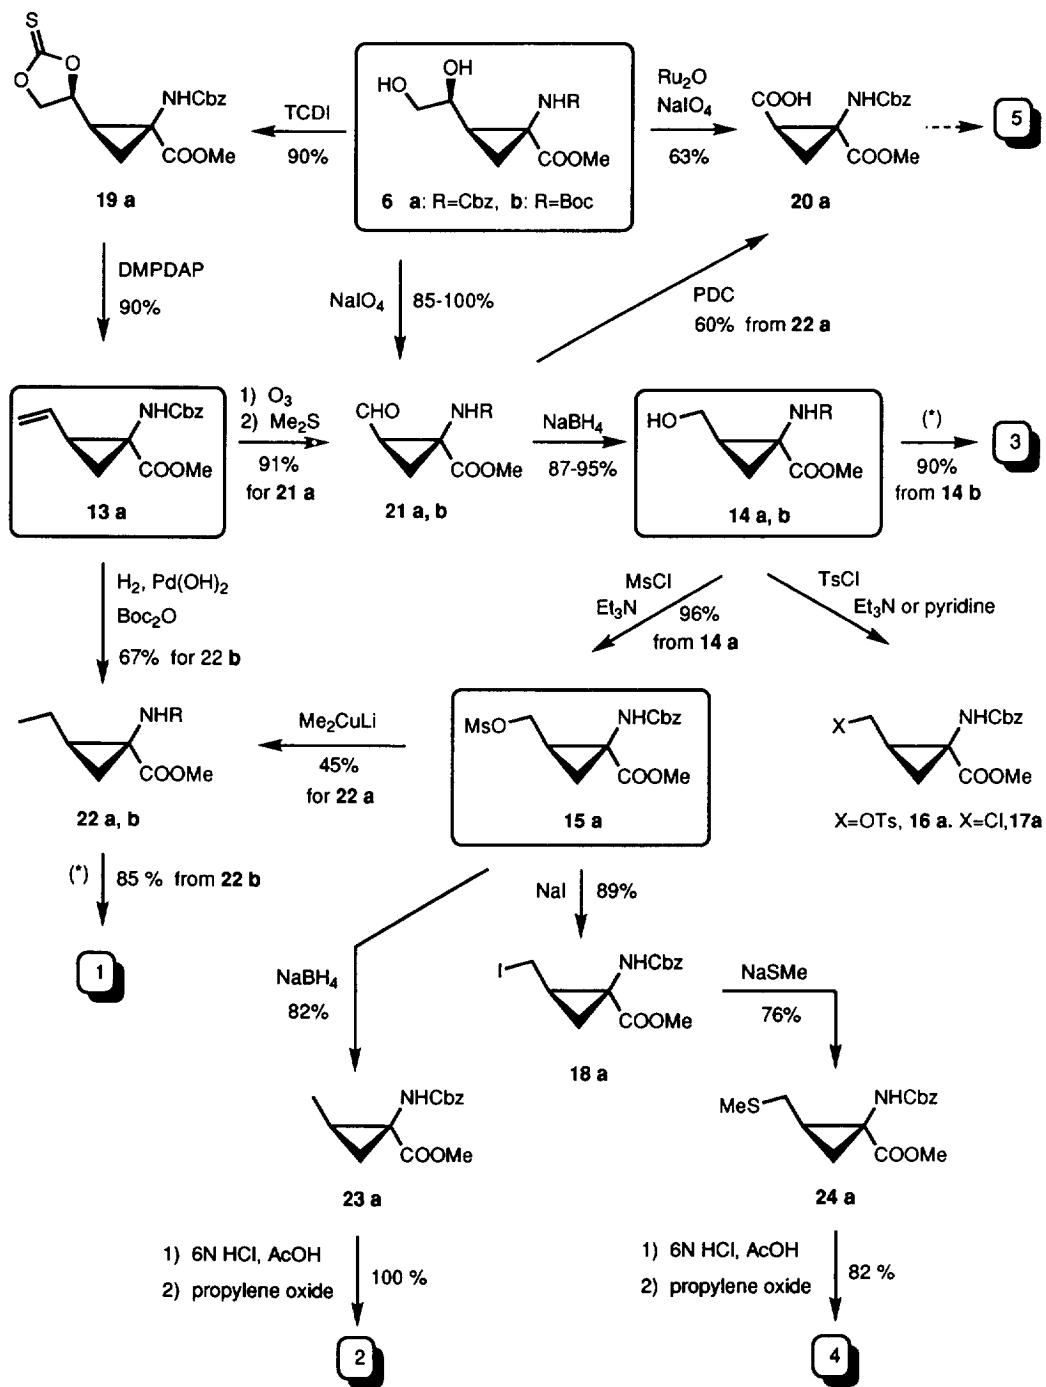 S
O
O
NHCbz
COOMe
19 a
TCDI
90%
OH
HO
NHR
COOMe
6 a: R=Cbz, b: R=Boc
Ru2O
NaIO4
63%
COOH
NHCbz
COOMe
20 a
5
DMPDAP
90%
NaIO4
85-100%
PDC
60% from 22 a
NHCbz
COOMe
13 a
1) O3
2) Me2S
91%
for 21 a
CHO
NHR
COOMe
21 a, b
NaBH4
87-95%
HO
NHR
COOMe
14 a, b
(*)
90%
from 14 b
3
H2, Pd(OH)2
Boc2O
67% for 22 b
MsCl
Et3N
96%
from 14 a
TsCl
Et3N or pyridine
NHR
COOMe
22 a, b
Me2CuLi
45%
for 22 a
MsO
NHCbz
COOMe
15 a
X
NHCbz
COOMe
X=OTs, 16 a. X=Cl,17a
(*)
85 % from 22 b
1
NaBH4
82%
NaI
89%
I
NHCbz
COOMe
18 a
NaSMe
76%
NHCbz
COOMe
23 a
MeS
NHCbz
COOMe
24 a
1) 6N HCl, AcOH
2) propylene oxide
100 %
2
1) 6N HCl, AcOH
2) propylene oxide
82 %
4